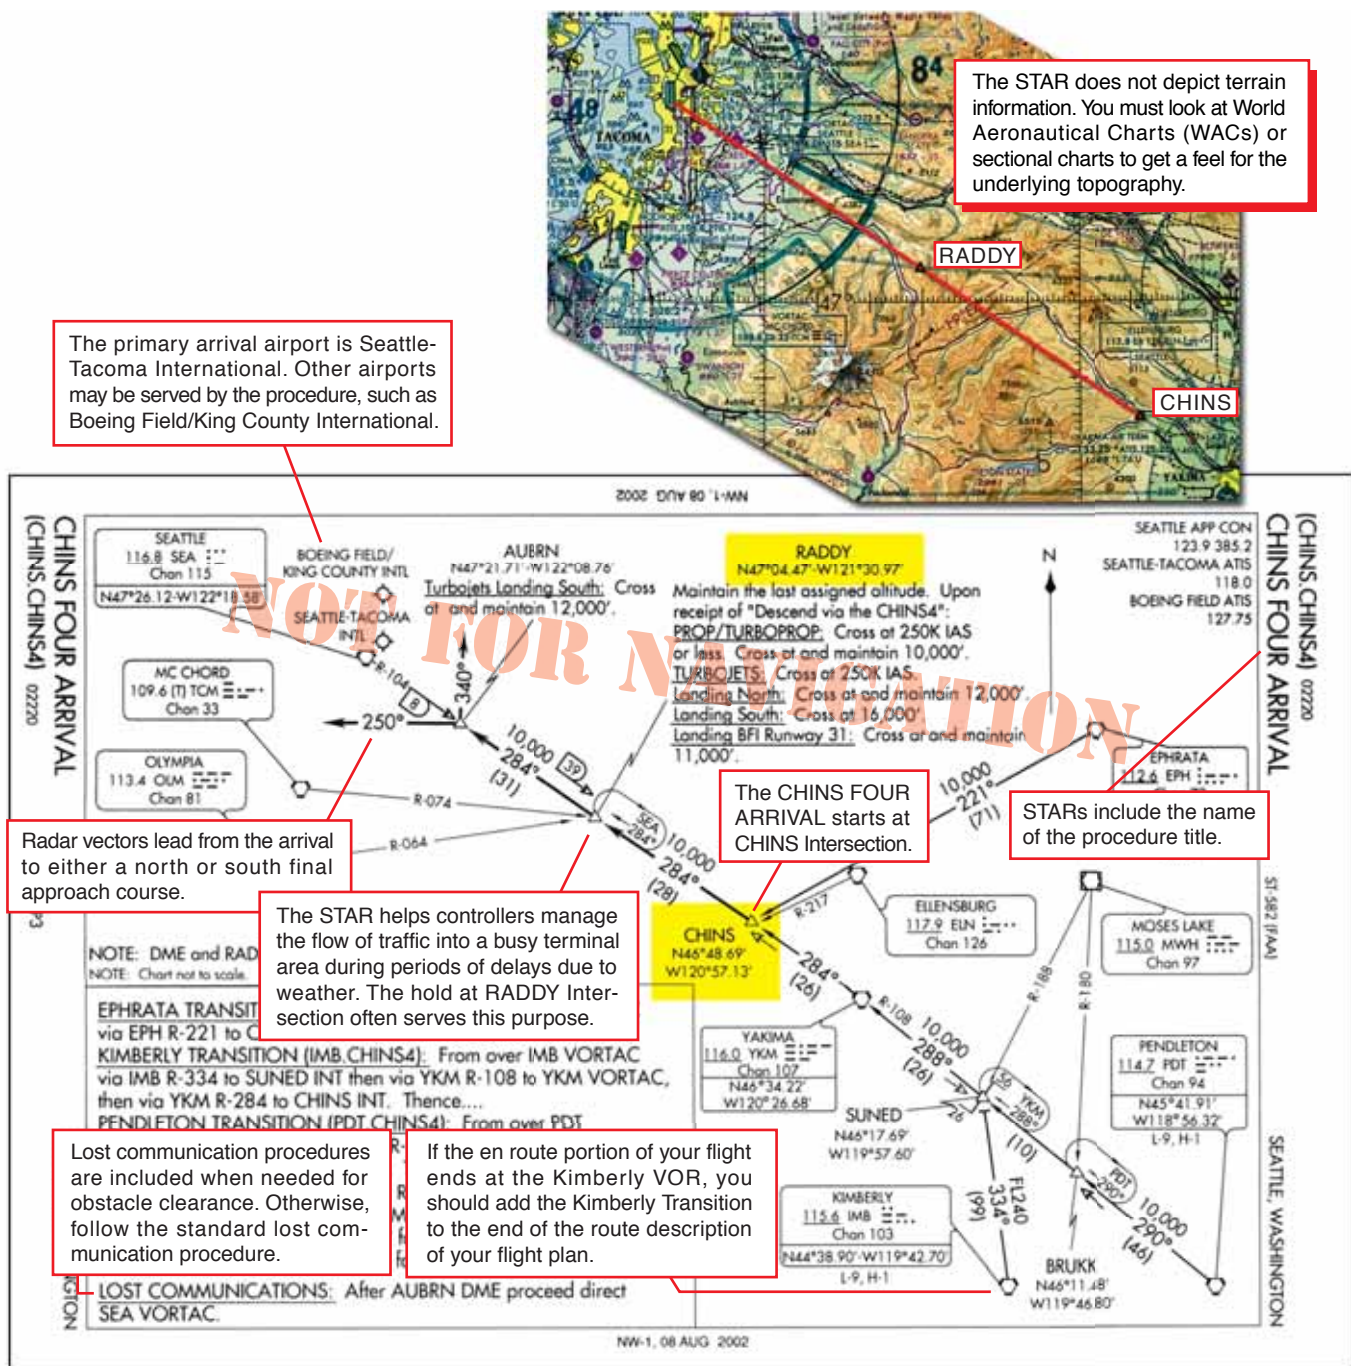 84
48
TACOMA
47°
YAKIMA
The STAR does not depict terrain
information. You must look at World
Aeronautical Charts (WACs) or
sectional charts to get a feel for the
underlying topography.
RADDY
CHINS
The primary arrival airport is Seattle-
Tacoma International. Other airports
may be served by the procedure, such as
Boeing Field/King County International.
NW-1, 08 AUG 2002
(CHINS.CHINS4) 02220
CHINS FOUR ARRIVAL
SEATTLE
116.8 SEA
Chan 115
N47°26.12-W122°18.58'
BOEING FIELD/
KING COUNTY INTL
SEATTLE-TACOMA
INTL
AUBRN
N47°21.71'-W122°08.76'
Turbojets Landing South: Cross
at and maintain 12,000'.
RADDY
N47°04.47'-W121°30.97'
Maintain the last assigned altitude. Upon
receipt of "Descend via the CHINS4":
PROP/TURBOPROP: Cross at 250K IAS
or less. Cross at and maintain 10,000'.
TURBOJETS: Cross at 250K IAS.
Landing North: Cross at and maintain 12,000'.
Landing South: Cross at 16,000'.
Landing BFI Runway 31: Cross at and maintain
11,000'.
N
SEATTLE APP CON
123.9 385.2
SEATTLE-TACOMA ATIS
118.0
BOEING FIELD ATIS
127.75
(CHINS.CHINS4) 02220
CHINS FOUR ARRIVAL
NOT FOR NAVIGATION
MC CHORD
109.6 (T) TCM
Chan 33
OLYMPIA
113.4 OLM
Chan 81
R-104
8
340°
250°
10,000
284°
(31)
39
R-074
R-064
SEA
284°
10,000
284°
(28)
10,000
221°
(71)
EPHRATA
112.6 EPH
The CHINS FOUR
ARRIVAL starts at
CHINS Intersection.
STARs include the name
of the procedure title.
Radar vectors lead from the arrival
to either a north or south final
approach course.
The STAR helps controllers manage
the flow of traffic into a busy terminal
area during periods of delays due to
weather. The hold at RADDY Inter-
section often serves this purpose.
CHINS
N46°48.69'
W120°57.13'
R-217
ELLENSBURG
117.9 ELN
Chan 126
MOSES LAKE
115.0 MWH
Chan 97
ST-582 (FAA)
P3
NOTE: DME and RAD
NOTE: Chart not to scale.
284°
(26)
R-108
R-188
R-180
10,000
288°
(26)
YAKIMA
116.0 YKM
Chan 107
N46°34.22'
W120°26.68'
PENDLETON
114.7 PDT
Chan 94
N45°41.91'
W118°56.32'
L-9, H-1
EPHRATA TRANSIT
via EPH R-221 to C
KIMBERLY TRANSITION (IMB.CHINS4): From over IMB VORTAC
via IMB R-334 to SUNED INT then via YKM R-108 to YKM VORTAC,
then via YKM R-284 to CHINS INT. Thence....
PENDLETON TRANSITION (PDT.CHINS4): From over PDT
SUNED
N46°17.69'
W119°57.60'
56
26
YKM
288°
(10)
PDT
290°
10,000
290°
(46)
FL240
334°
(99)
KIMBERLY
115.6 IMB
Chan 103
N44°38.90'-W119°42.70'
L-9, H-1
BRUKK
N46°11.48'
W119°46.80'
SEATTLE, WASHINGTON
Lost communication procedures
are included when needed for
obstacle clearance. Otherwise,
follow the standard lost com-
munication procedure.
If the en route portion of your flight
ends at the Kimberly VOR, you
should add the Kimberly Transition
to the end of the route description
of your flight plan.
LOST COMMUNICATIONS: After AUBRN DME proceed direct
SEA VORTAC.
NGTON
NW-1, 08 AUG 2002